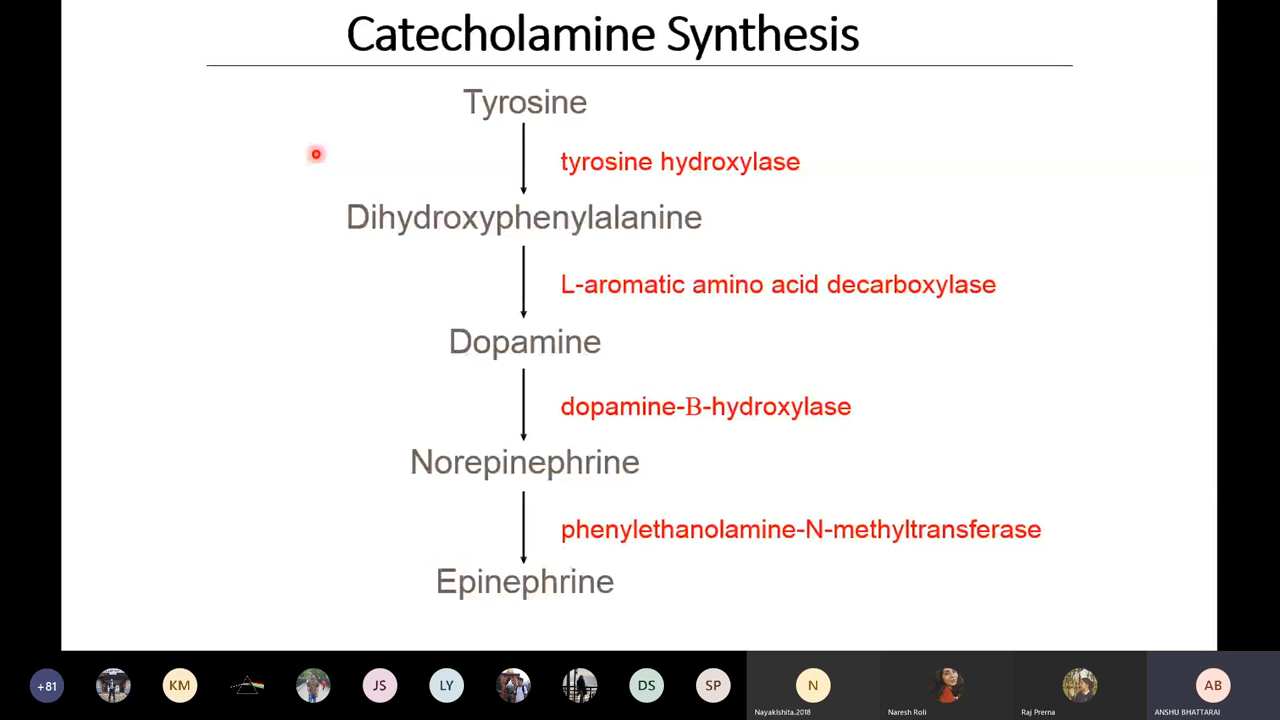 Catecholamine Synthesis
Tyrosine
tyrosine hydroxylase
Dihydroxyphenylalanine
L-aromatic amino acid decarboxylase
Dopamine
dopamine-B-hydroxylase
Norepinephrine
phenylethanolamine-N-methyltransferase
Epinephrine
+81
KM
JS
LY
DS
SP
N
AB
NayakIshita.2018
Naresh Roli
Raj Prerna
ANSHU BHATTARAI